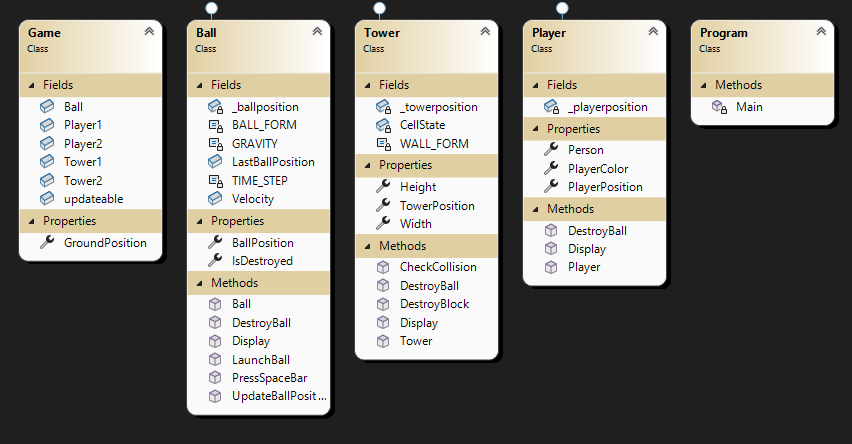 Game
Class
Fields
Ball
Player1
Player2
Tower1
Tower2
updateable
Properties
GroundPosition
Ball
Class
Fields
_ballposition
BALL_FORM
GRAVITY
LastBallPosition
TIME_STEP
Velocity
Properties
BallPosition
IsDestroyed
Methods
Ball
DestroyBall
Display
LaunchBall
PressSpaceBar
UpdateBallPosit...
Tower
Class
Fields
_towerposition
CellState
WALL_FORM
Properties
Height
TowerPosition
Width
Methods
CheckCollision
DestroyBall
DestroyBlock
Display
Tower
Player
Class
Fields
_playerposition
Properties
Person
PlayerColor
PlayerPosition
Methods
DestroyBall
Display
Player
Program
Class
Methods
Main